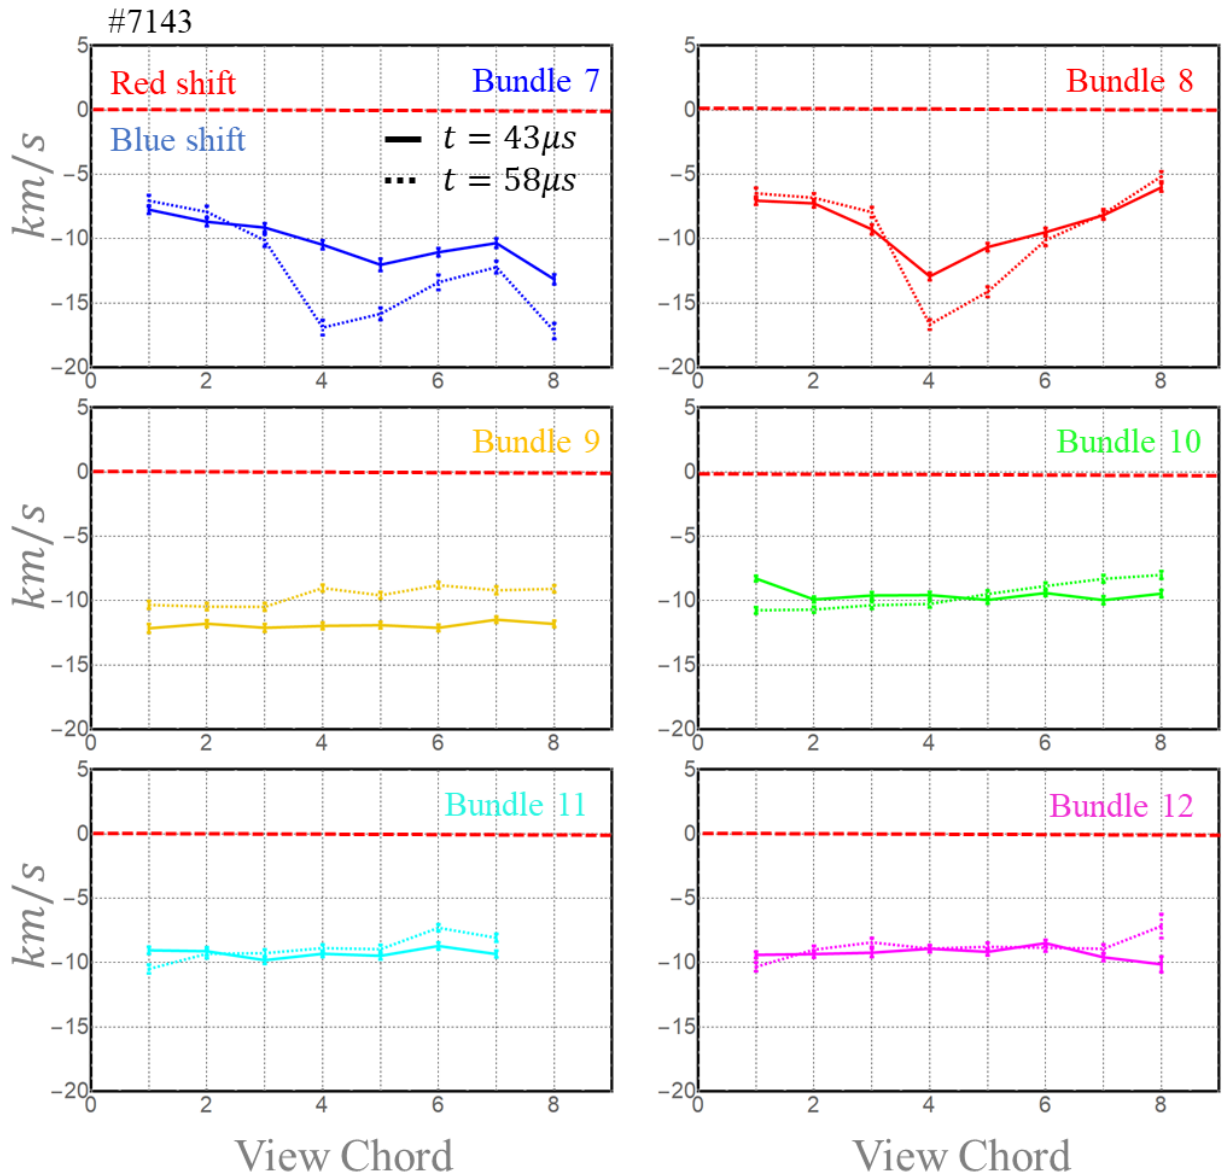 #7143
Red shift
Bundle 7
Blue shift
t = 43μs
t = 58μs
km/s
5
0
−5
−10
−15
−20
0 2 4 6 8
Bundle 8
5
0
−5
−10
−15
−20
0 2 4 6 8
Bundle 9
km/s
5
0
−5
−10
−15
−20
0 2 4 6 8
Bundle 10
5
0
−5
−10
−15
−20
0 2 4 6 8
Bundle 11
km/s
5
0
−5
−10
−15
−20
0 2 4 6 8
View Chord
Bundle 12
5
0
−5
−10
−15
−20
0 2 4 6 8
View Chord